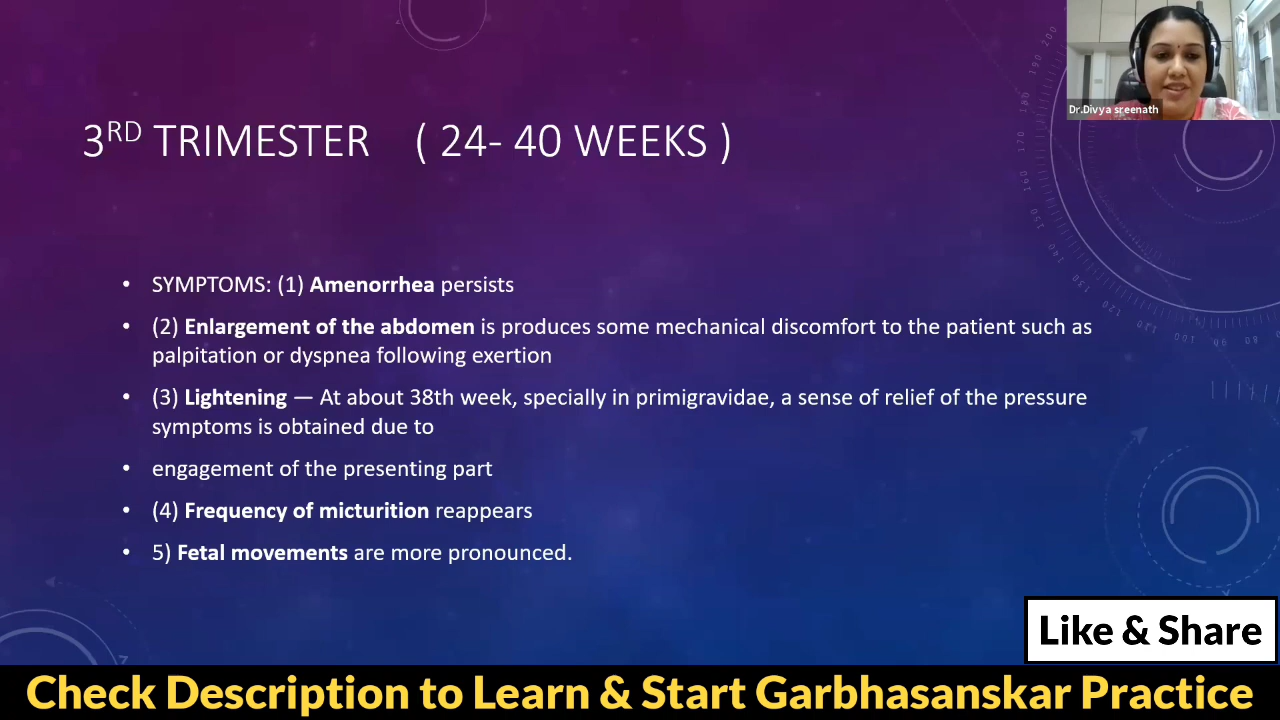 Dr.Divya sreenath
3RD TRIMESTER ( 24- 40 WEEKS )
• SYMPTOMS: (1) Amenorrhea persists
• (2) Enlargement of the abdomen is produces some mechanical discomfort to the patient such as
palpitation or dyspnea following exertion
• (3) Lightening — At about 38th week, specially in primigravidae, a sense of relief of the pressure
symptoms is obtained due to
• engagement of the presenting part
• (4) Frequency of micturition reappears
• 5) Fetal movements are more pronounced.
Like & Share
Check Description to Learn & Start Garbhasanskar Practice